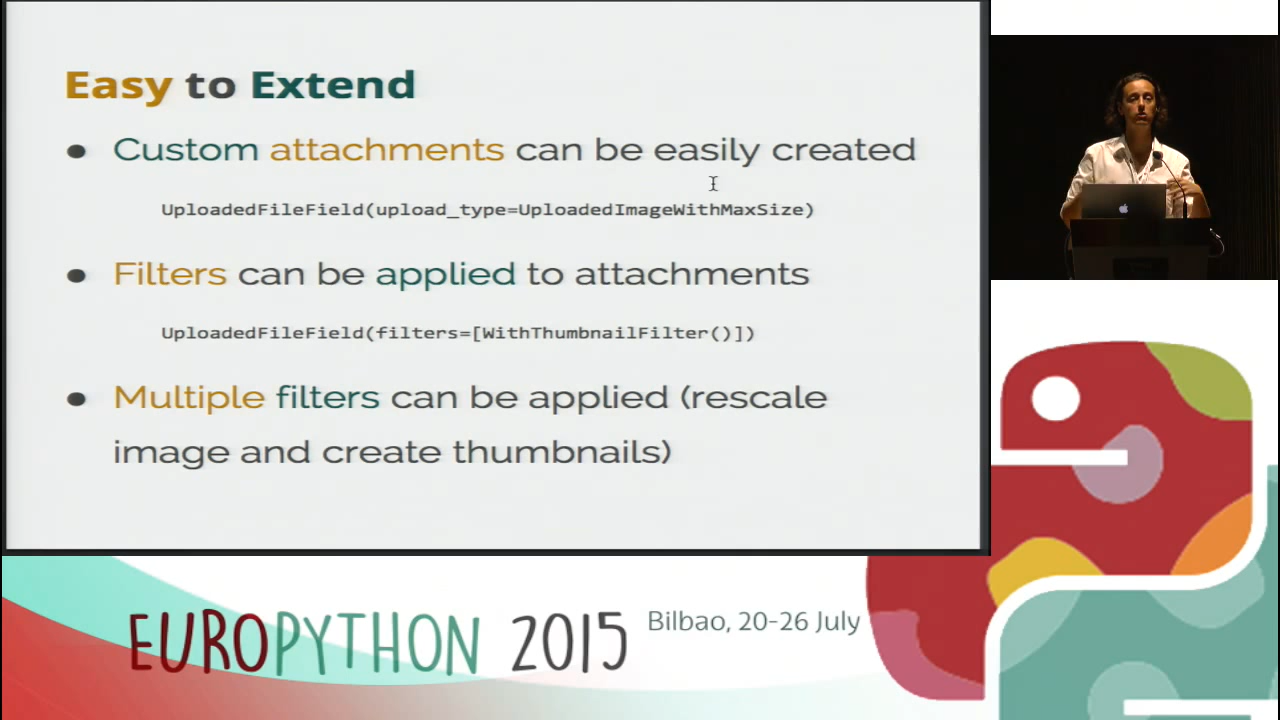 Easy to Extend
● Custom attachments can be easily created
UploadedFileField(upload_type=UploadedImageWithMaxSize)
● Filters can be applied to attachments
UploadedFileField(filters=[WithThumbnailFilter()])
● Multiple filters can be applied (rescale
image and create thumbnails)
EUROPYTHON 2015 Bilbao, 20-26 July